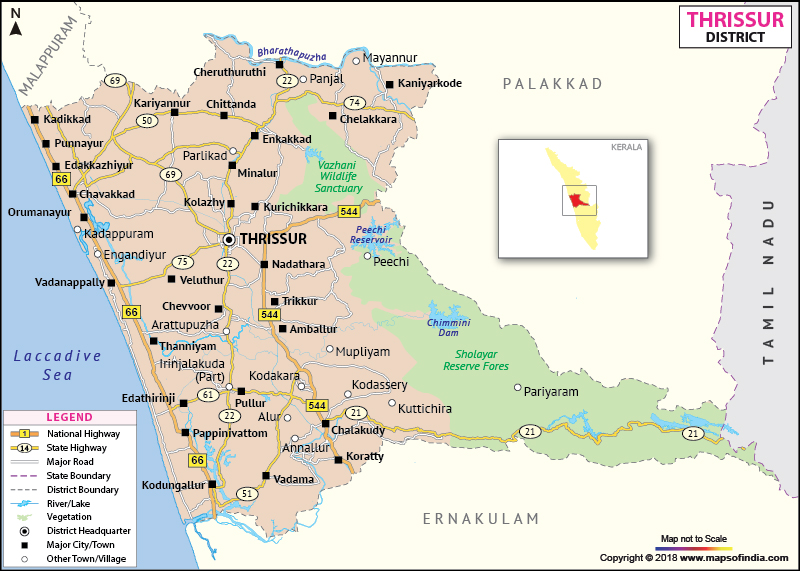 THRISSUR
DISTRICT
N
MALAPPURAM
Bharathapuzha
Mayannur
Cheruthuruthi
69
22
Panjal
Kaniyarkode
PALAKKAD
Kariyannur
Chittanda
74
Kadikkad
50
Chelakkara
Punnayur
Enkakkad
KERALA
Parlikad
Edakkazhiyur
Minalur
Vazhani
Wildlife
Sanctuary
66
69
Chavakkad
Kolazhy
Kurichikkara
544
Orumanayur
Kadappuram
THRISSUR
Peechi
Reservoir
TAMIL NADU
Engandiyur
75
22
Nadathara
Peechi
Vadanappally
Veluthur
66
Chevvoor
Trikkur
544
Arattupuzha
Amballur
Chimmini
Dam
Thanniyam
Laccadive
Sea
Mupliyam
Sholayar
Reserve Fores
Irinjalakuda
(Part)
Kodakara
Kodassery
Pariyaram
Edathirinji
61
Pullur
544
Kuttichira
22
Alur
21
LEGEND
1 National Highway
14 State Highway
Major Road
State Boundary
District Boundary
River/Lake
Vegetation
District Headquarter
Major City/Town
Other Town/Village
Pappinivattom
Chalakudy
21
21
Annallur
66
Koratty
Kodungallur
Vadama
51
ERNAKULAM
Map not to Scale
Copyright © 2018 www.mapsofindia.com